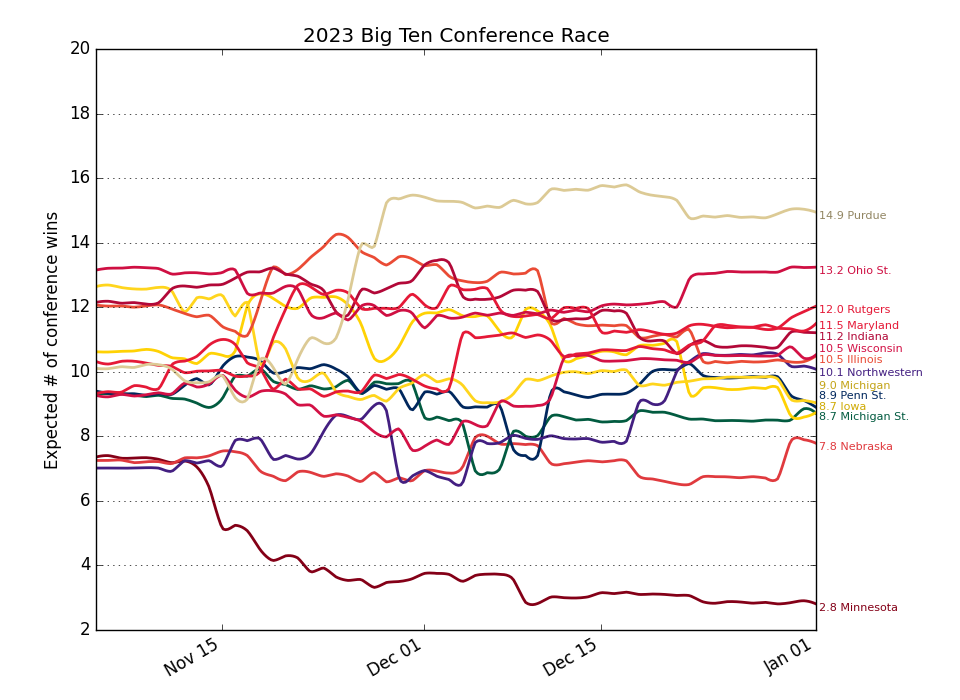 2023 Big Ten Conference Race
Expected # of conference wins
20
18
16
14
12
10
8
6
4
2
Nov 15
Dec 01
Dec 15
Jan 01
14.9 Purdue
13.2 Ohio St.
12.0 Rutgers
11.5 Maryland
11.2 Indiana
10.5 Wisconsin
10.5 Illinois
10.1 Northwestern
9.0 Michigan
8.9 Penn St.
8.7 Iowa
8.7 Michigan St.
7.8 Nebraska
2.8 Minnesota